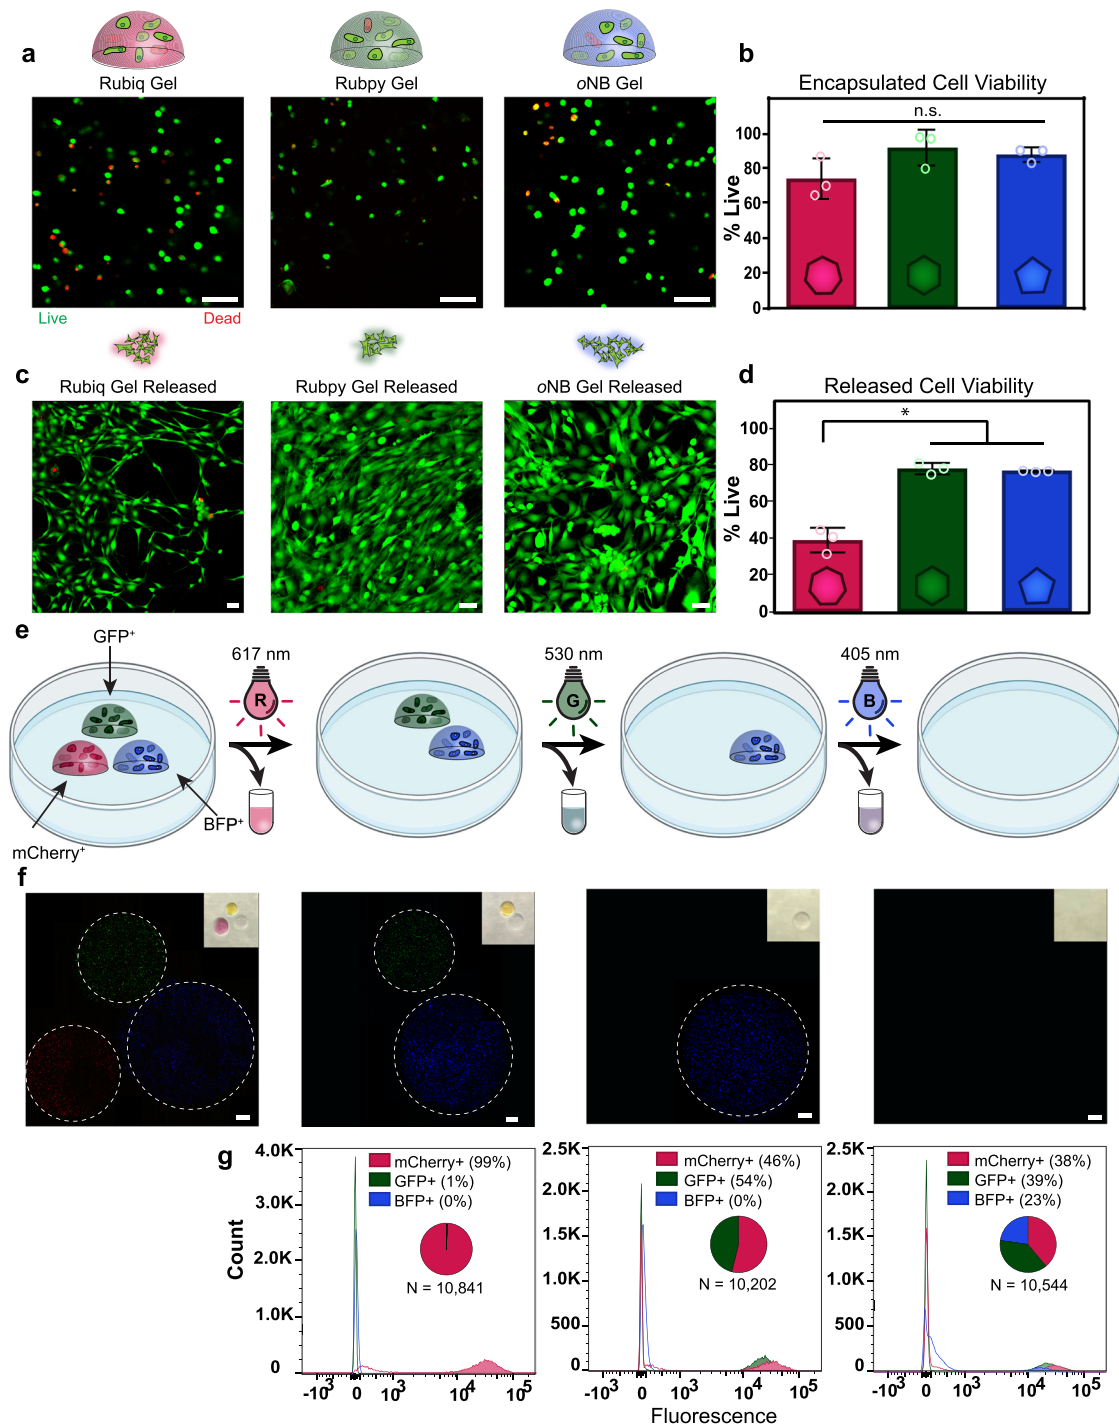 a
Rubiq Gel
Rubpy Gel
oNB Gel
Live
Dead
b
Encapsulated Cell Viability
n.s.
% Live
100
80
60
40
20
0
c
Rubiq Gel Released
Rubpy Gel Released
oNB Gel Released
d
Released Cell Viability
*
% Live
100
80
60
40
20
0
e
GFP⁺
mCherry⁺
BFP⁺
617 nm
R
530 nm
G
405 nm
B
f
g
Count
4.0K
3.0K
2.0K
1.0K
0
mCherry+ (99%)
GFP+ (1%)
BFP+ (0%)
N = 10,841
-10³ 0 10³ 10⁴ 10⁵
2.5K
2.0K
1.5K
1.0K
500
0
mCherry+ (46%)
GFP+ (54%)
BFP+ (0%)
N = 10,202
-10³ 0 10³ 10⁴ 10⁵
2.5K
2.0K
1.5K
1.0K
500
0
mCherry+ (38%)
GFP+ (39%)
BFP+ (23%)
N = 10,544
-10³ 0 10³ 10⁴ 10⁵
Fluorescence